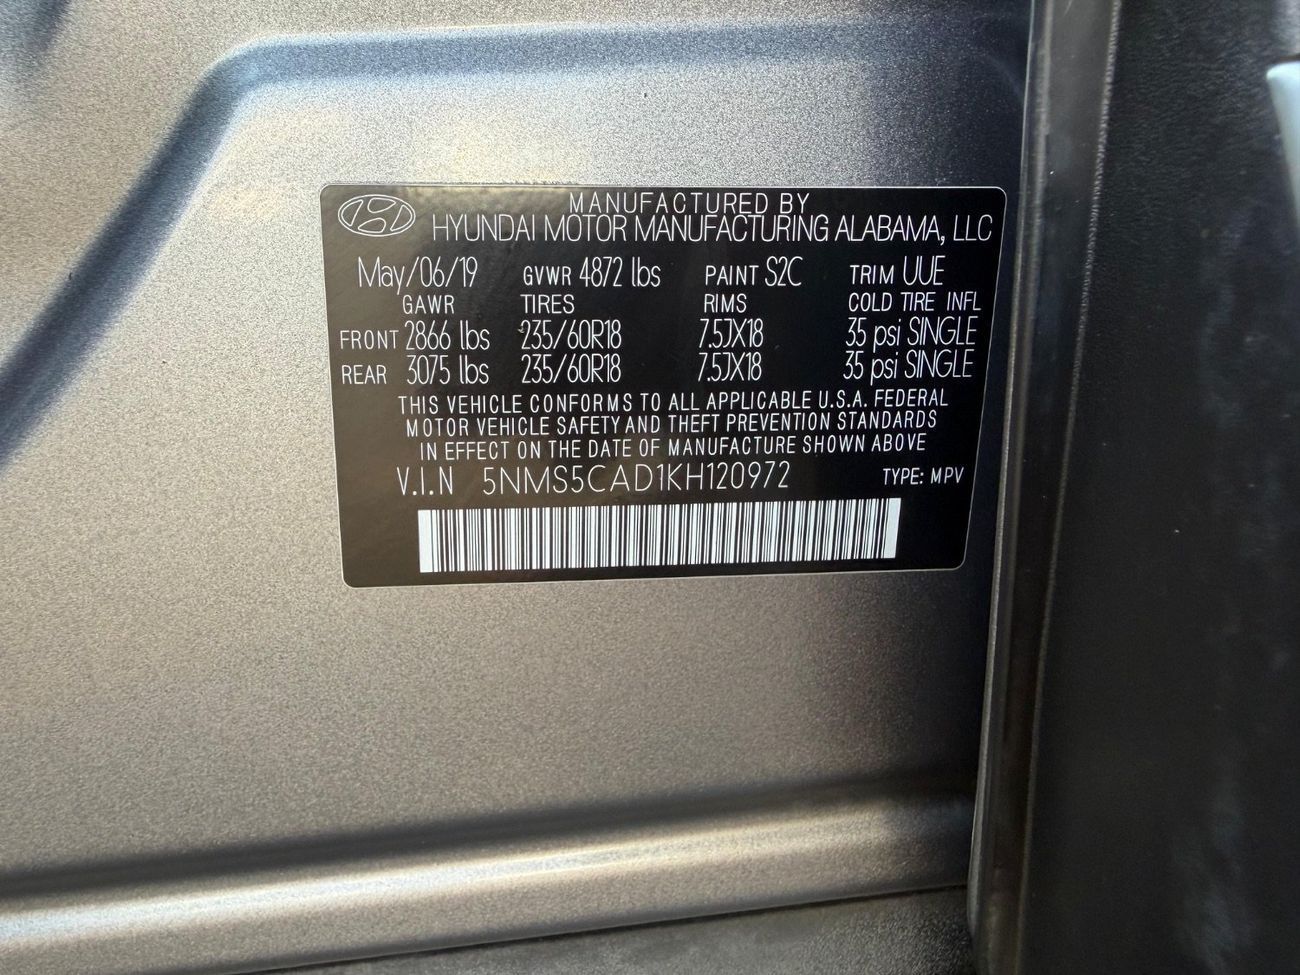 MANUFACTURED BY
HYUNDAI MOTOR MANUFACTURING ALABAMA, LLC
May/06/19 GVWR 4872 lbs PAINT S2C TRIM UUE
GAWR TIRES RIMS COLD TIRE INFL
FRONT 2866 lbs 235/60R18 7.5JX18 35 psi SINGLE
REAR 3075 lbs 235/60R18 7.5JX18 35 psi SINGLE
THIS VEHICLE CONFORMS TO ALL APPLICABLE U.S.A. FEDERAL
MOTOR VEHICLE SAFETY AND THEFT PREVENTION STANDARDS
IN EFFECT ON THE DATE OF MANUFACTURE SHOWN ABOVE
V.I.N 5NMS5CAD1KH120972 TYPE: MPV